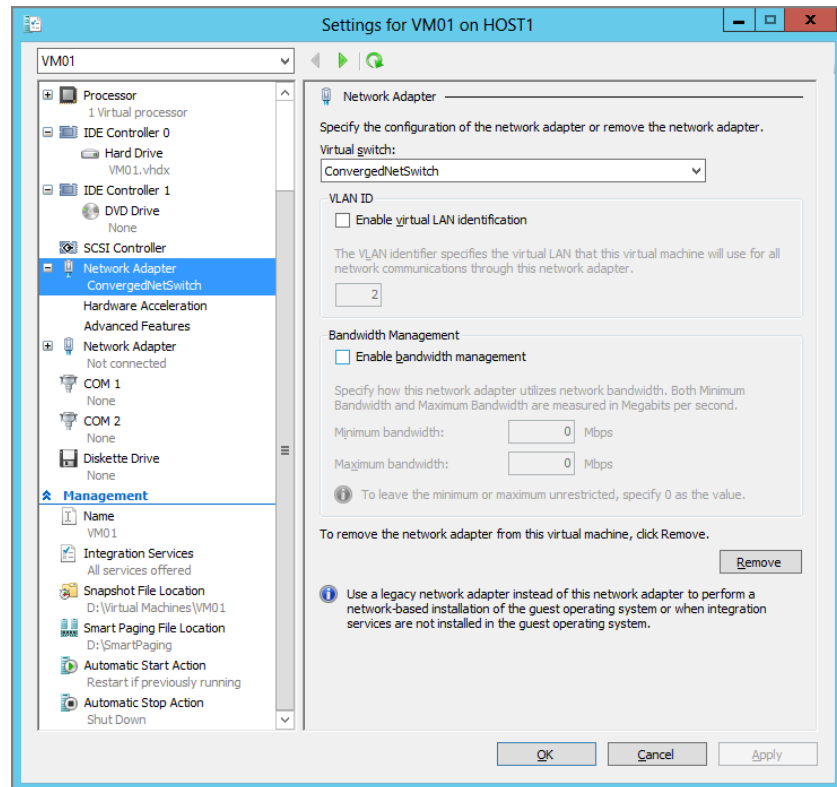 Settings for VM01 on HOST1
VM01
Processor
1 Virtual processor
IDE Controller 0
Hard Drive
VM01.vhdx
IDE Controller 1
DVD Drive
None
SCSI Controller
Network Adapter
ConvergedNetSwitch
Hardware Acceleration
Advanced Features
Network Adapter
Not connected
COM 1
None
COM 2
None
Diskette Drive
None
Management
Name
VM01
Integration Services
All services offered
Snapshot File Location
D:\Virtual Machines\VM01
Smart Paging File Location
D:\SmartPaging
Automatic Start Action
Restart if previously running
Automatic Stop Action
Shut Down
Network Adapter
Specify the configuration of the network adapter or remove the network adapter.
Virtual switch:
ConvergedNetSwitch
VLAN ID
Enable virtual LAN identification
The VLAN identifier specifies the virtual LAN that this virtual machine will use for all
network communications through this network adapter.
2
Bandwidth Management
Enable bandwidth management
Specify how this network adapter utilizes network bandwidth. Both Minimum
Bandwidth and Maximum Bandwidth are measured in Megabits per second.
Minimum bandwidth: 0 Mbps
Maximum bandwidth: 0 Mbps
To leave the minimum or maximum unrestricted, specify 0 as the value.
To remove the network adapter from this virtual machine, click Remove.
Remove
Use a legacy network adapter instead of this network adapter to perform a
network-based installation of the guest operating system or when integration
services are not installed in the guest operating system.
OK Cancel Apply